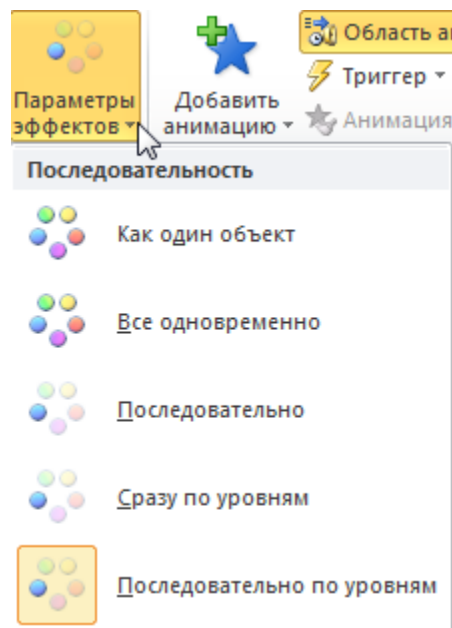 Область
Триггер
Параметры
эффектов
Добавить
анимацию
Анимация
Последовательность
Как один объект
Все одновременно
Последовательно
Сразу по уровням
Последовательно по уровням